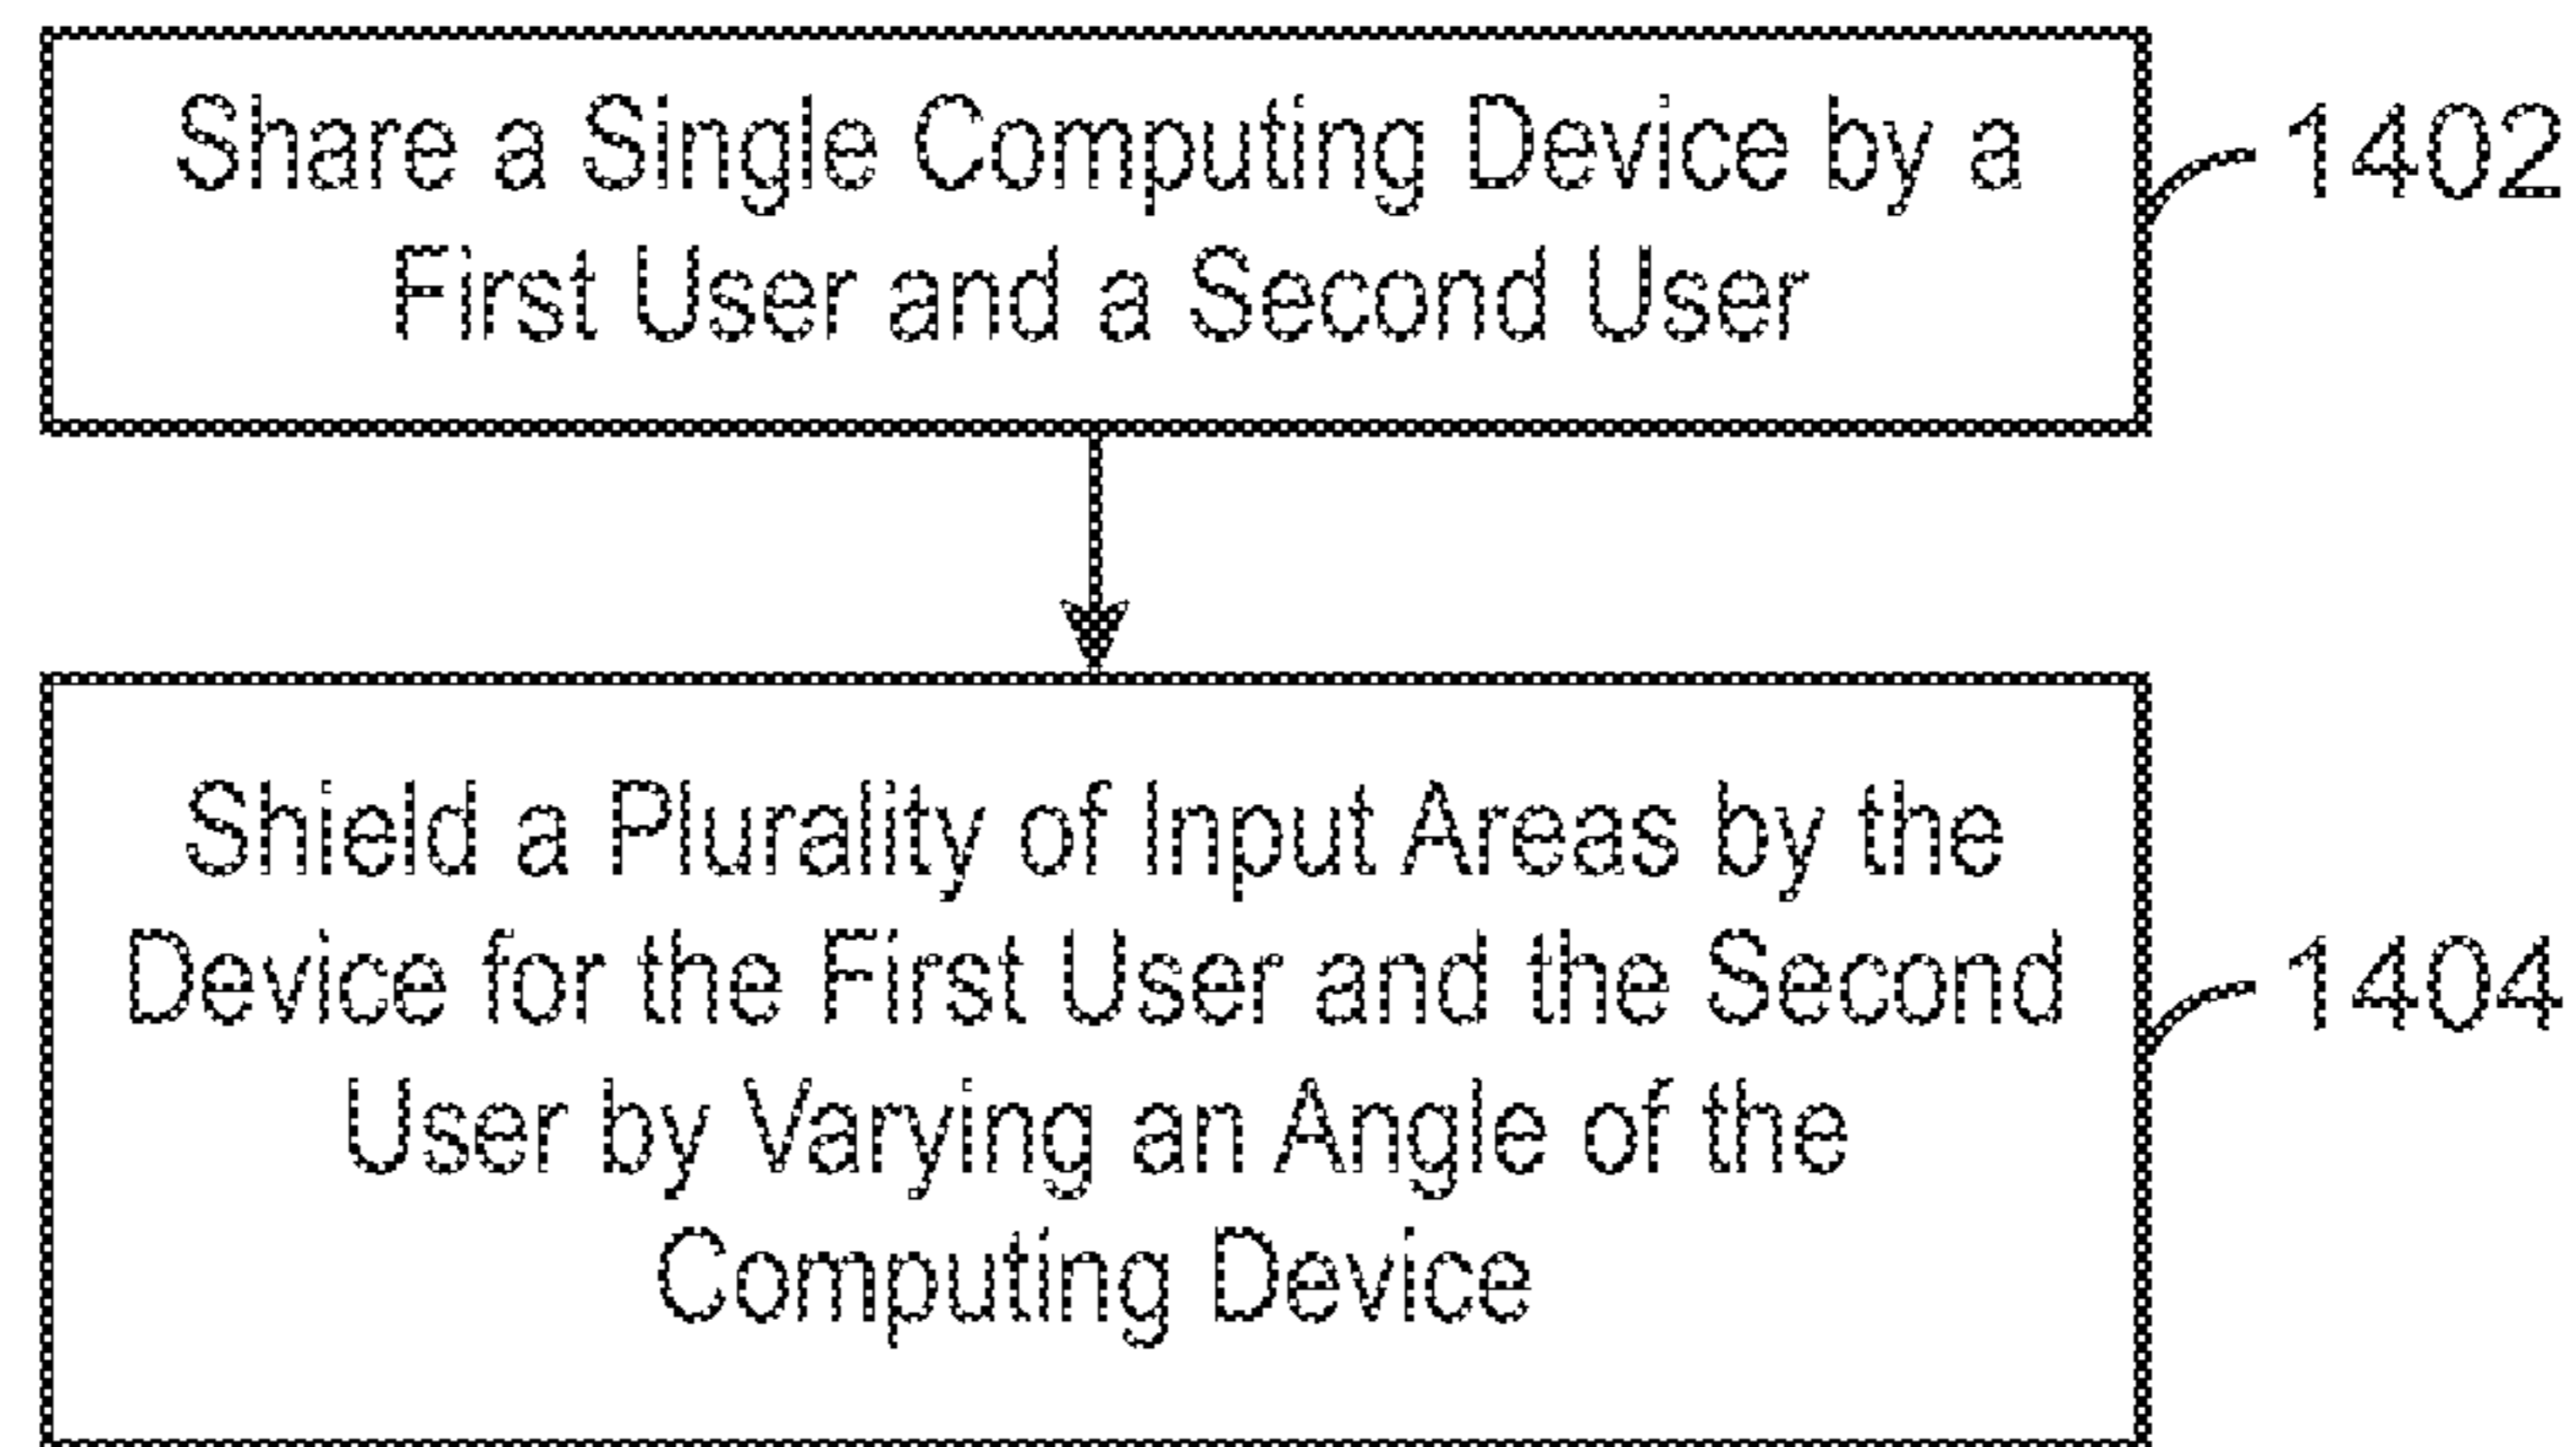 Share a Single Computing Device by a
First User and a Second User
1402
Shield a Plurality of Input Areas by the
Device for the First User and the Second
User by Varying an Angle of the
Computing Device
1404